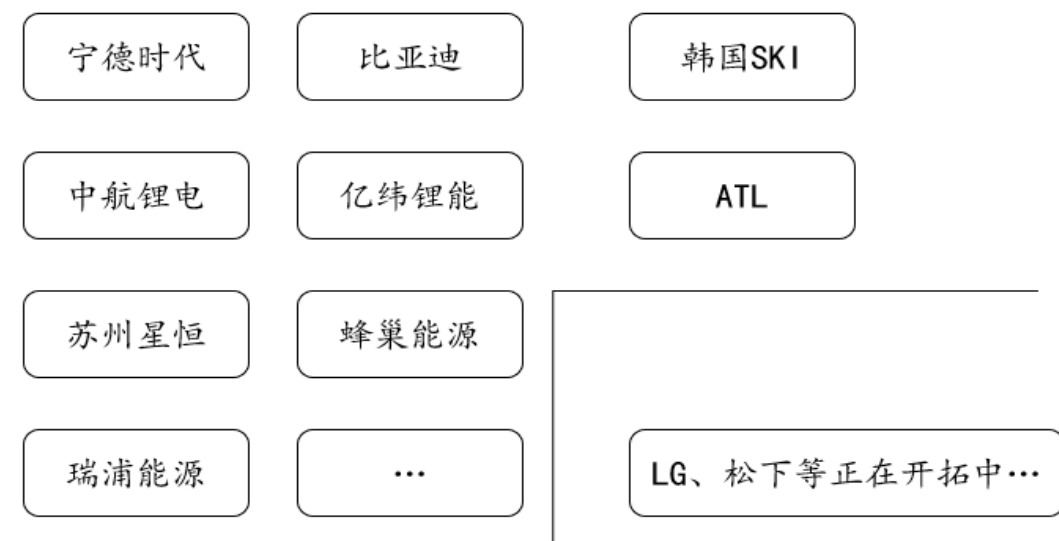 宁德时代 比亚迪 韩国SKI
中航锂电 亿纬锂能 ATL
苏州星恒 蜂巢能源
瑞浦能源 … LG、松下等正在开拓中…